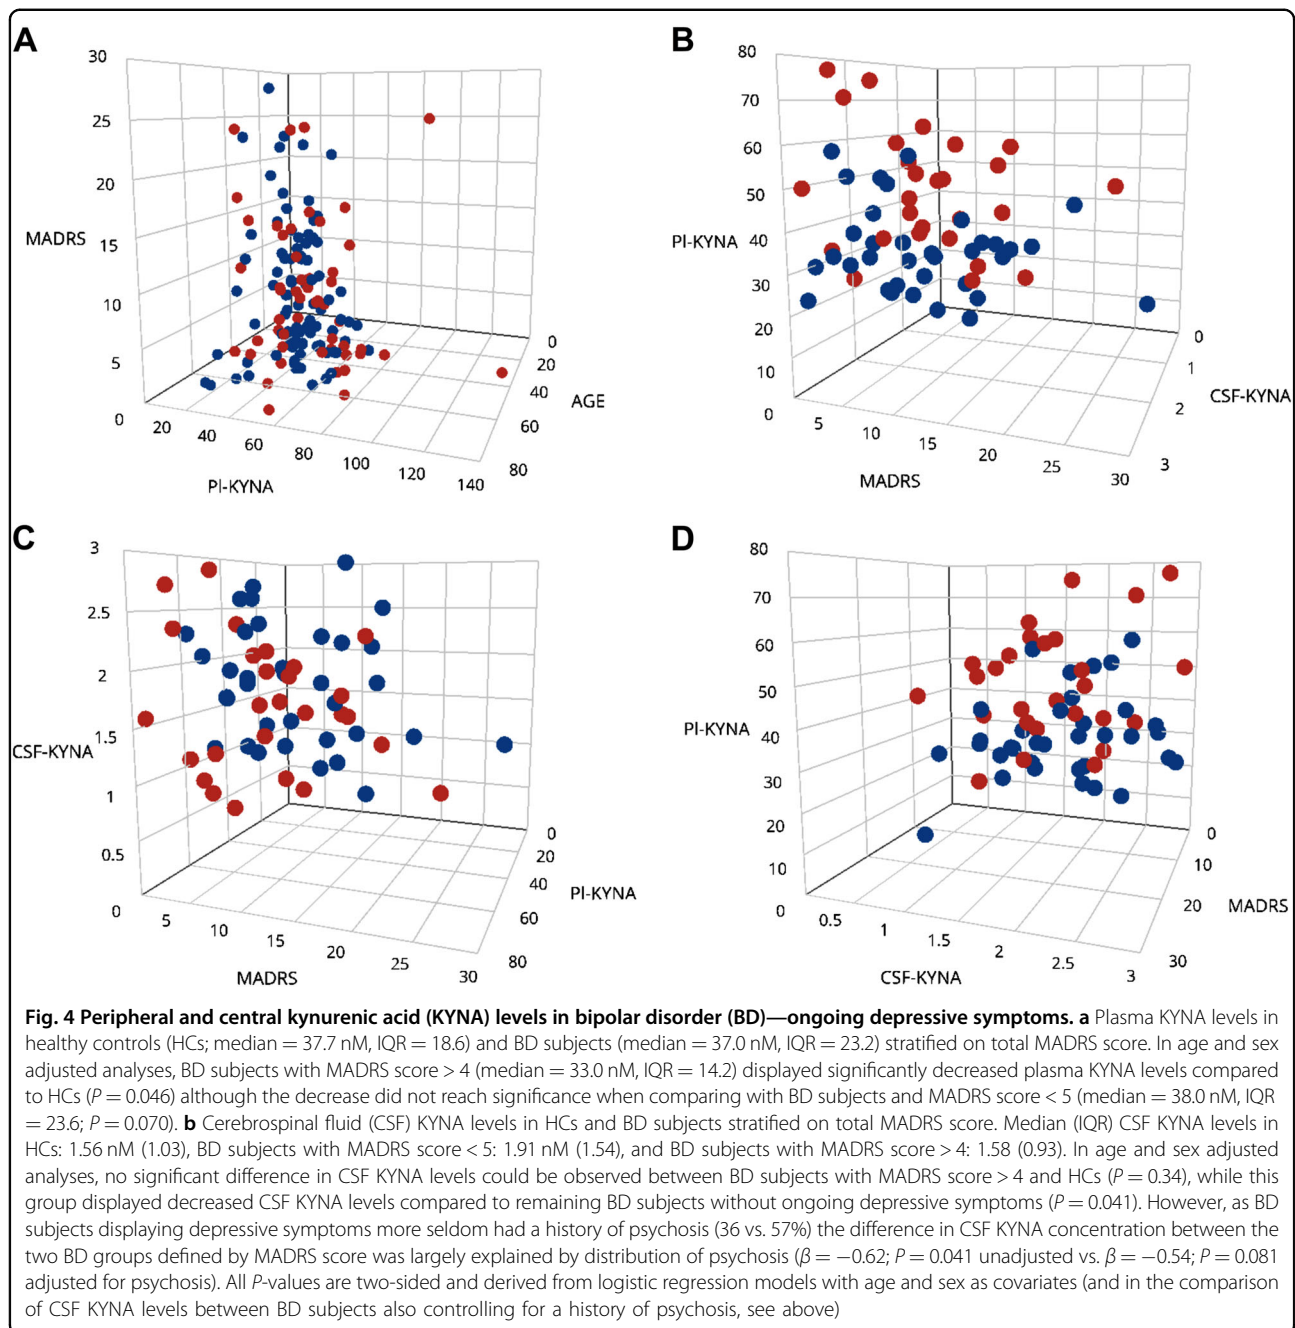 A
30
25
20
MADRS
15
10
5
0
20
40
60
80
100
120
140
PI-KYNA
0
20
40
60
80
AGE
B
80
70
60
50
PI-KYNA
40
30
20
10
0
5
10
15
20
25
30
MADRS
0
1
2
3
CSF-KYNA
C
3
2.5
2
1.5
CSF-KYNA
1
0.5
0
5
10
15
20
25
30
MADRS
0
20
40
60
80
PI-KYNA
D
80
70
60
50
PI-KYNA
40
30
20
10
0
0.5
1
1.5
2
2.5
3
CSF-KYNA
0
10
20
30
MADRS
Fig. 4 Peripheral and central kynurenic acid (KYNA) levels in bipolar disorder (BD)—ongoing depressive symptoms. a Plasma KYNA levels in
healthy controls (HCs; median = 37.7 nM, IQR = 18.6) and BD subjects (median = 37.0 nM, IQR = 23.2) stratified on total MADRS score. In age and sex
adjusted analyses, BD subjects with MADRS score > 4 (median = 33.0 nM, IQR = 14.2) displayed significantly decreased plasma KYNA levels compared
to HCs (P = 0.046) although the decrease did not reach significance when comparing with BD subjects and MADRS score < 5 (median = 38.0 nM, IQR
= 23.6; P = 0.070). b Cerebrospinal fluid (CSF) KYNA levels in HCs and BD subjects stratified on total MADRS score. Median (IQR) CSF KYNA levels in
HCs: 1.56 nM (1.03), BD subjects with MADRS score < 5: 1.91 nM (1.54), and BD subjects with MADRS score > 4: 1.58 (0.93). In age and sex adjusted
analyses, no significant difference in CSF KYNA levels could be observed between BD subjects with MADRS score > 4 and HCs (P = 0.34), while this
group displayed decreased CSF KYNA levels compared to remaining BD subjects without ongoing depressive symptoms (P = 0.041). However, as BD
subjects displaying depressive symptoms more seldom had a history of psychosis (36 vs. 57%) the difference in CSF KYNA concentration between the
two BD groups defined by MADRS score was largely explained by distribution of psychosis (β = −0.62; P = 0.041 unadjusted vs. β = −0.54; P = 0.081
adjusted for psychosis). All P-values are two-sided and derived from logistic regression models with age and sex as covariates (and in the comparison
of CSF KYNA levels between BD subjects also controlling for a history of psychosis, see above)